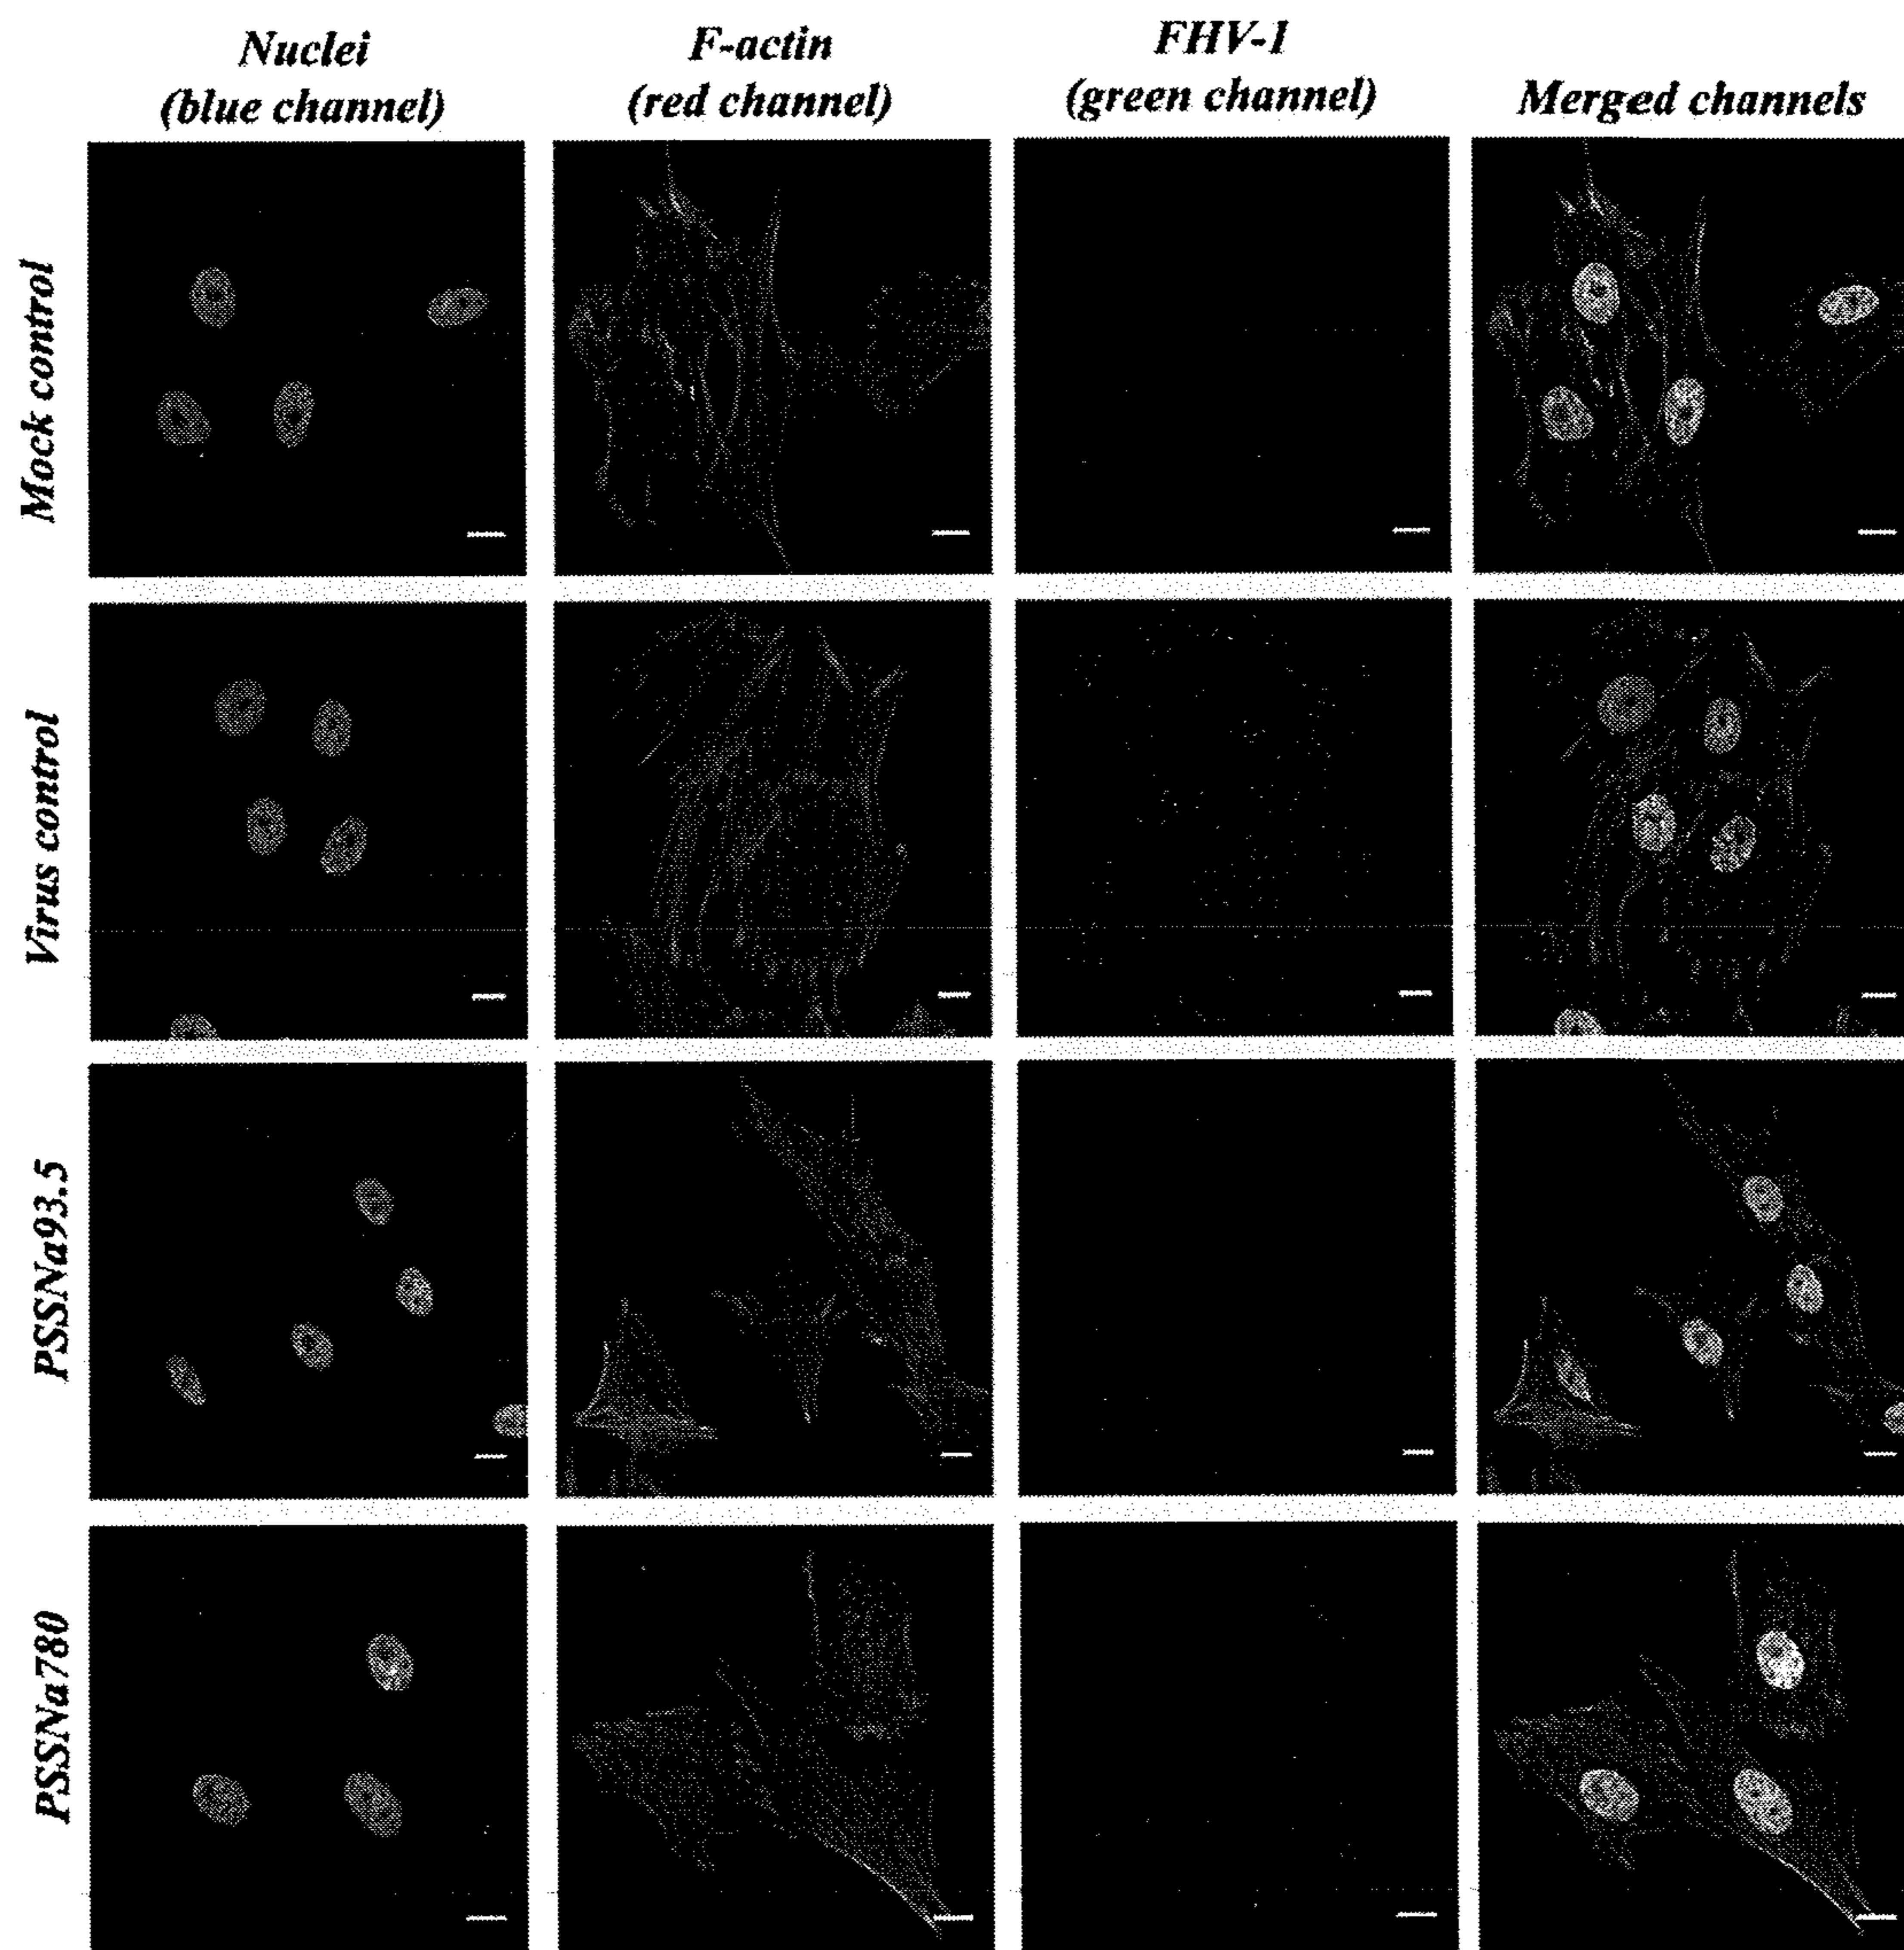 Nuclei
(blue channel)
F-actin
(red channel)
FHV-1
(green channel)
Merged channels
Mock control
Virus control
PSSNa93.5
PSSNa780